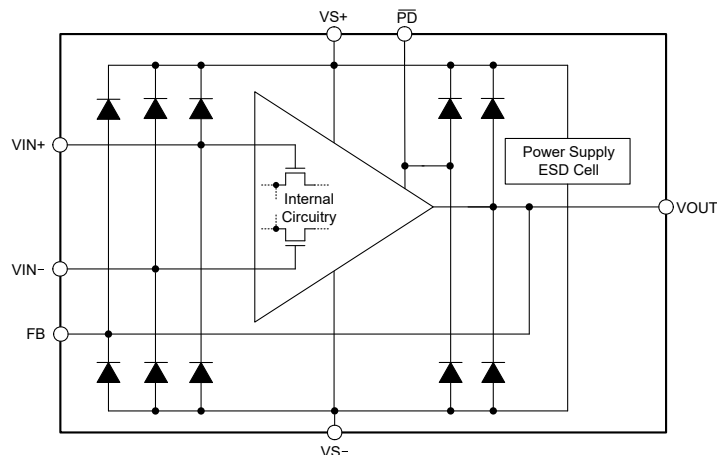 VS+
PD
VIN+
Power Supply
ESD Cell
Internal
Circuitry
VOUT
VIN−
FB
VS−